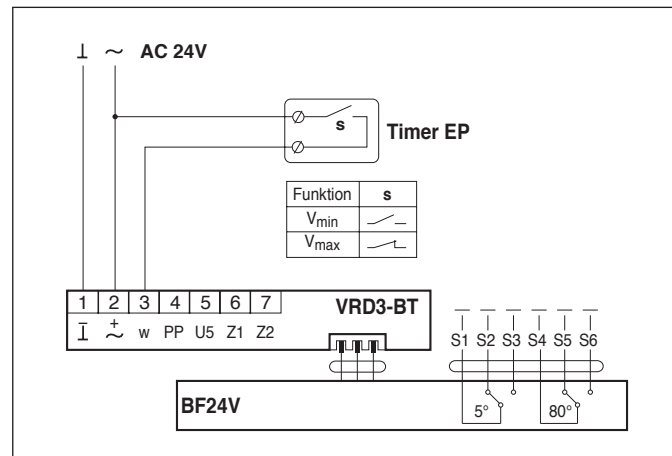 ⊥ ~ AC 24V
s
Timer EP
Funktion s
Vmin
Vmax
1 2 3 4 5 6 7
VRD3-BT
⊥ ~ + w PP U5 Z1 Z2
S1 S2 S3 S4 S5 S6
BF24V
5° 80°